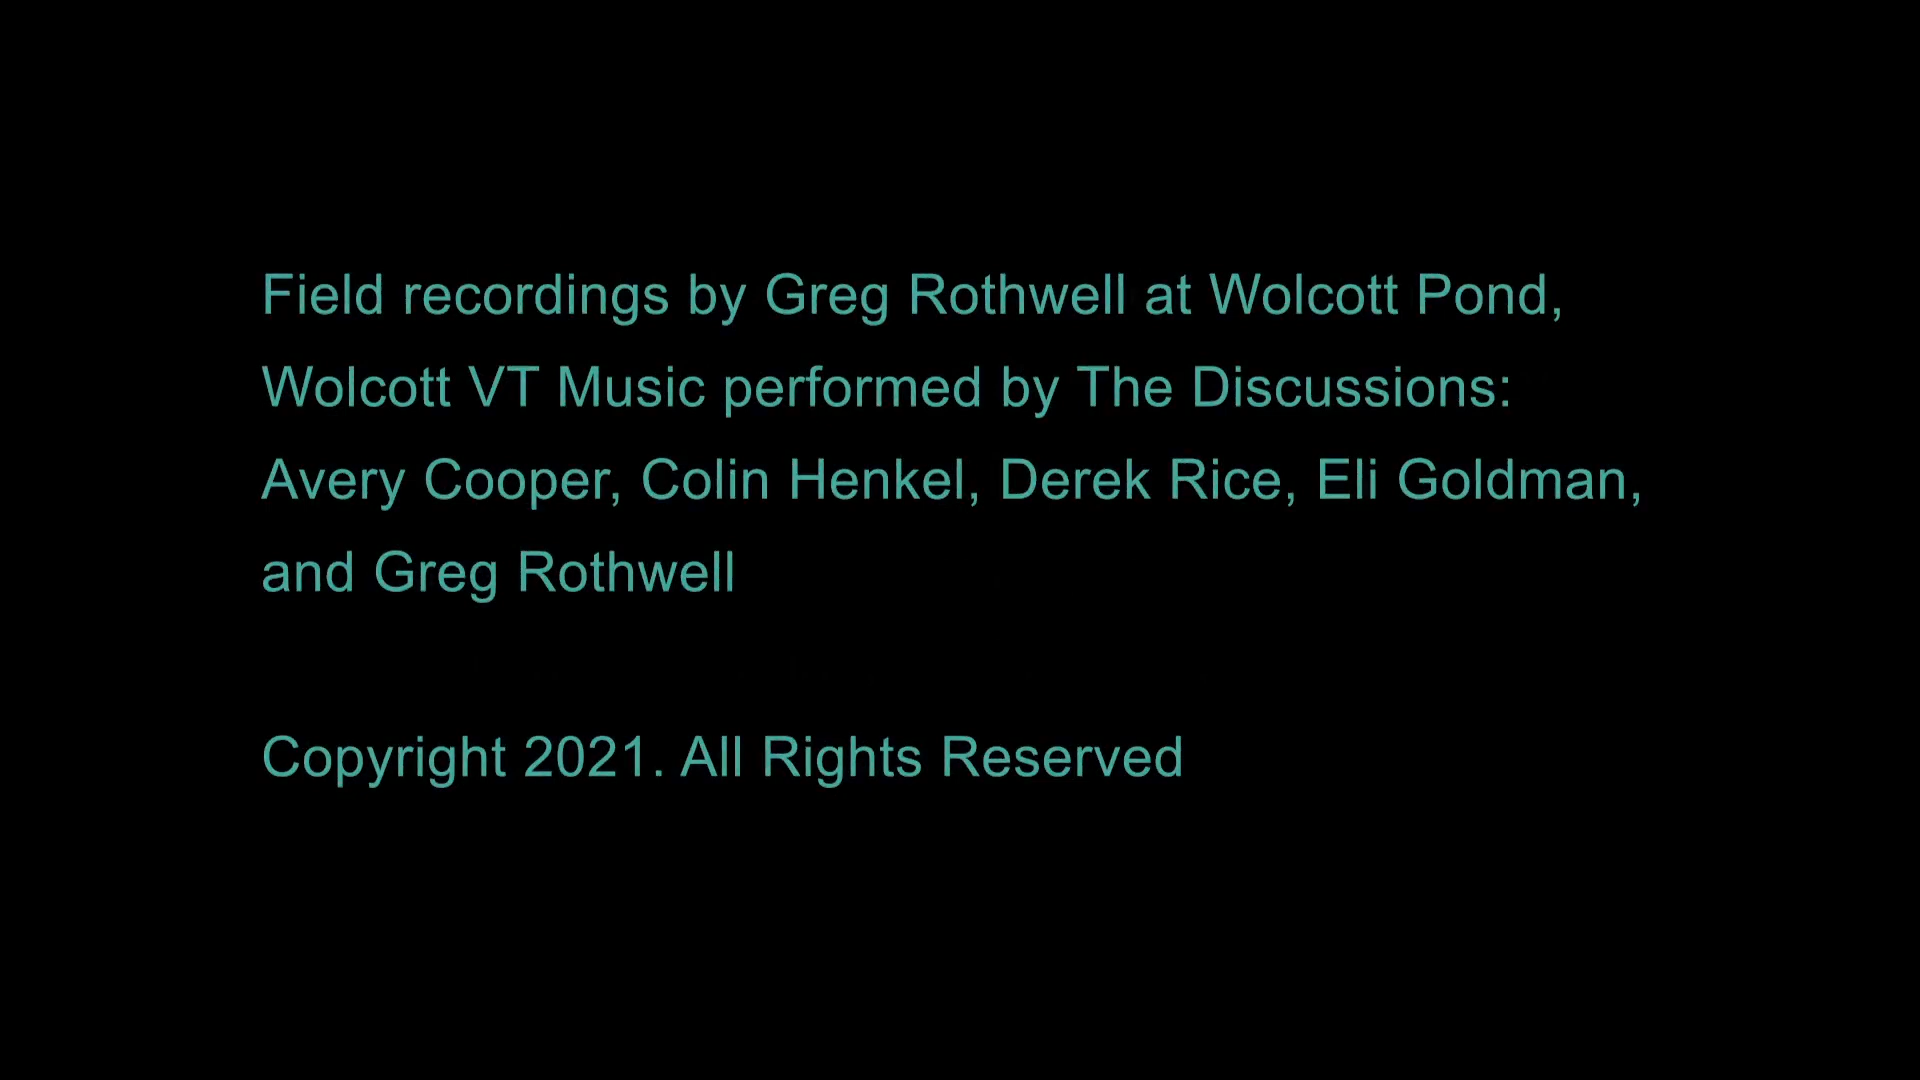 Field recordings by Greg Rothwell at Wolcott Pond,
Wolcott VT Music performed by The Discussions:
Avery Cooper, Colin Henkel, Derek Rice, Eli Goldman,
and Greg Rothwell
Copyright 2021. All Rights Reserved